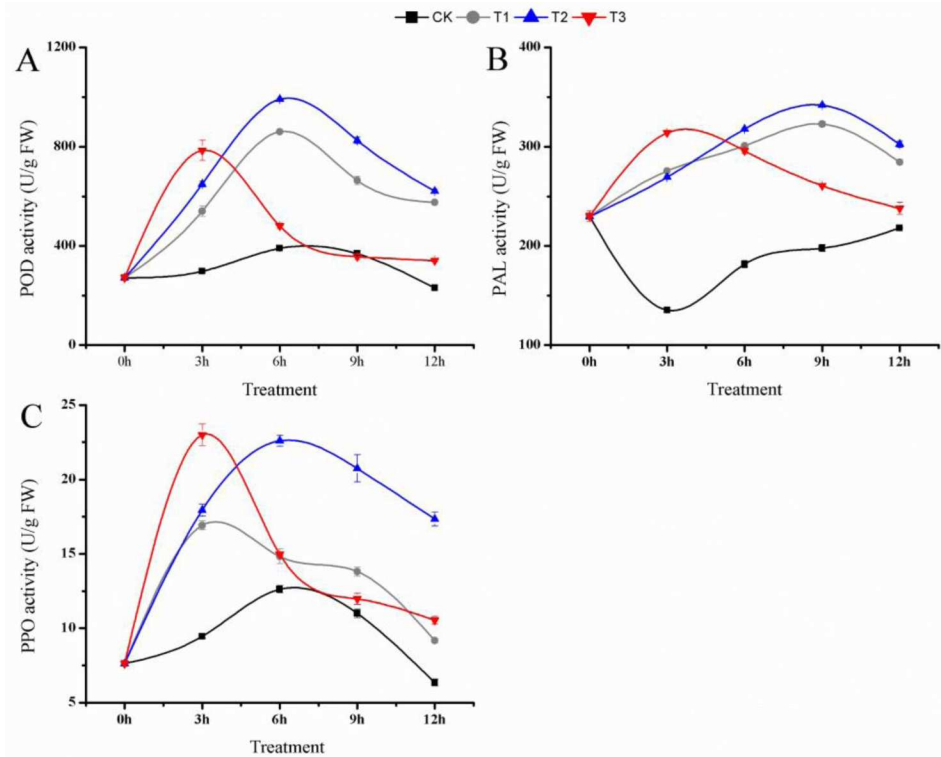 CK T1 T2 T3
A
1200
800
400
0
POD activity (U/g FW)
0h 3h 6h 9h 12h
Treatment
B
400
300
200
100
PAL activity (U/g FW)
0h 3h 6h 9h 12h
Treatment
C
25
20
15
10
5
PPO activity (U/g FW)
0h 3h 6h 9h 12h
Treatment